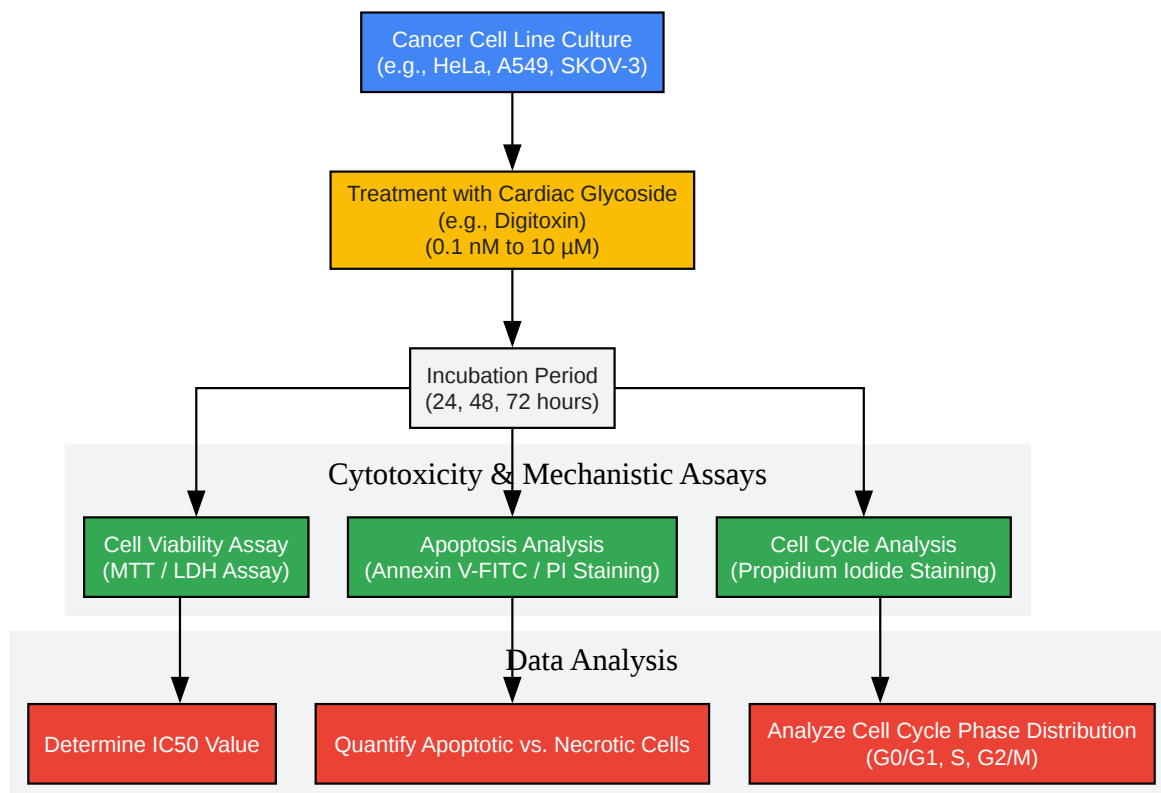 Cancer Cell Line Culture
(e.g., HeLa, A549, SKOV-3)
Treatment with Cardiac Glycoside
(e.g., Digitoxin)
(0.1 nM to 10 µM)
Incubation Period
(24, 48, 72 hours)
Cytotoxicity & Mechanistic Assays
Cell Viability Assay
(MTT / LDH Assay)
Apoptosis Analysis
(Annexin V-FITC / PI Staining)
Cell Cycle Analysis
(Propidium Iodide Staining)
Data Analysis
Determine IC50 Value
Quantify Apoptotic vs. Necrotic Cells
Analyze Cell Cycle Phase Distribution
(G0/G1, S, G2/M)